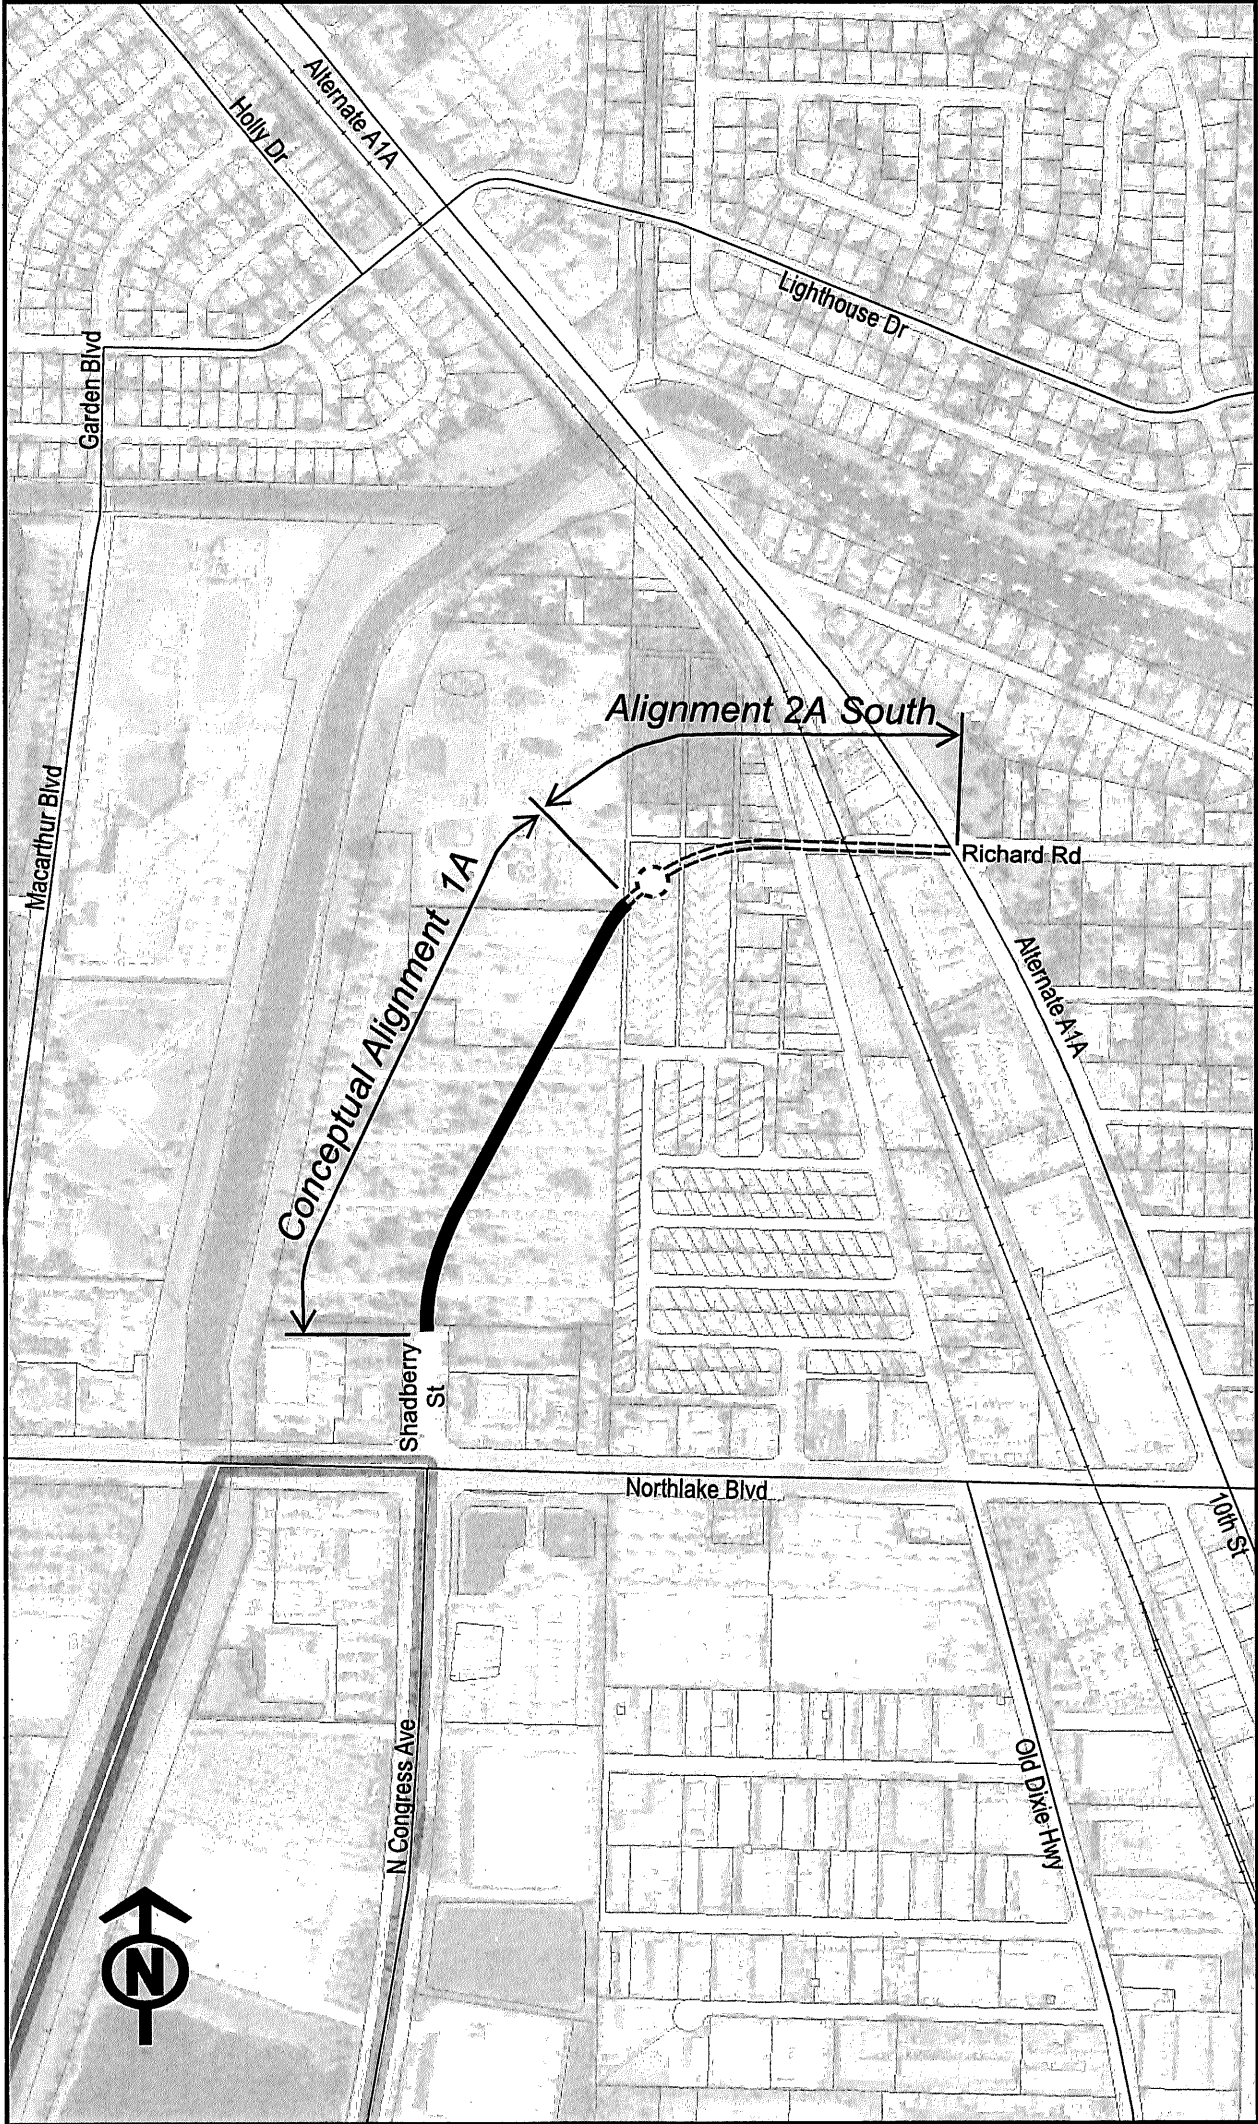 Alternate A1A
Holly Dr
Lighthouse Dr
Garden Blvd
Alignment 2A South
Macarthur Blvd
Richard Rd
Conceptual Alignment 1A
Alternate A1A
Shadberry
St
Northlake Blvd
10th St
N Congress Ave
Old Dixie Hwy
N